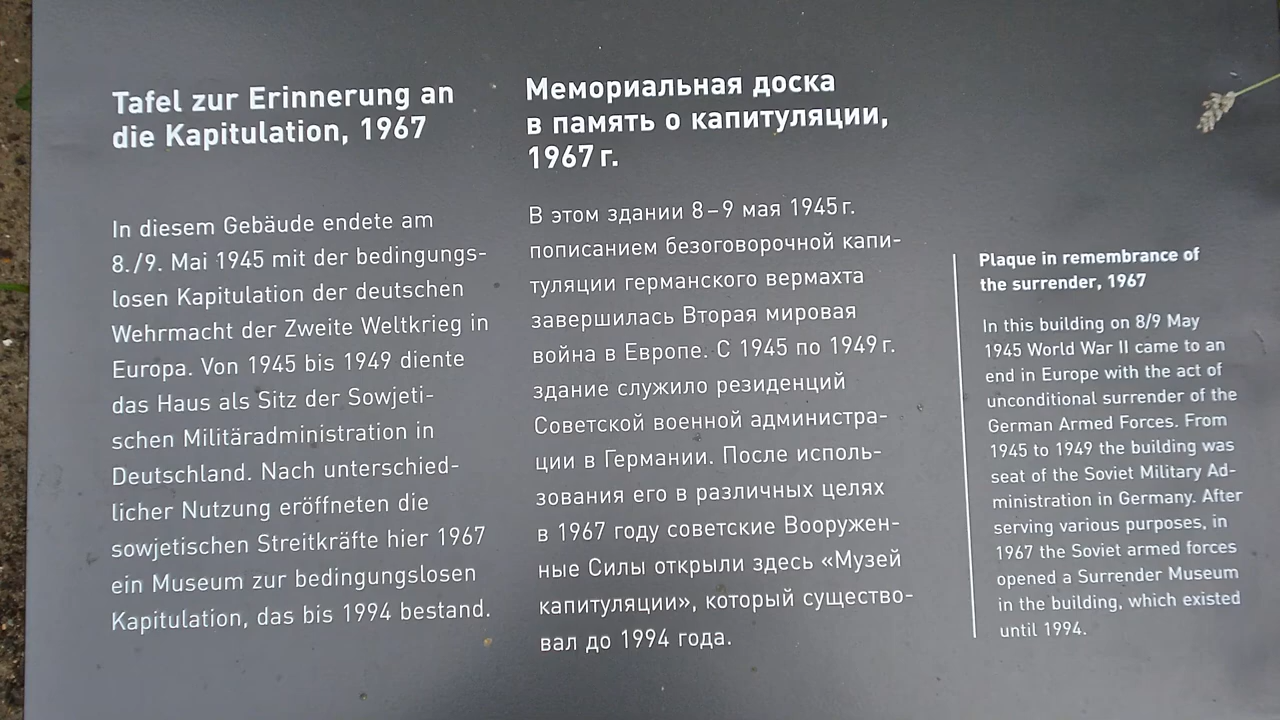 Tafel zur Erinnerung an
die Kapitulation, 1967
In diesem Gebäude endete am
8./9. Mai 1945 mit der bedingungs-
losen Kapitulation der deutschen
Wehrmacht der Zweite Weltkrieg in
Europa. Von 1945 bis 1949 diente
das Haus als Sitz der Sowjeti-
schen Militäradministration in
Deutschland. Nach unterschied-
licher Nutzung eröffneten die
sowjetischen Streitkräfte hier 1967
ein Museum zur bedingungslosen
Kapitulation, das bis 1994 bestand.
Мемориальная доска
в память о капитуляции,
1967 г.
В этом здании 8–9 мая 1945 г.
пописанием безоговорочной капи-
туляции германского вермахта
завершилась Вторая мировая
война в Европе. С 1945 по 1949 г.
здание служило резиденций
Советской военной администра-
ции в Германии. После исполь-
зования его в различных целях
в 1967 году советские Вооружен-
ные Силы открыли здесь «Музей
капитуляции», который существо-
вал до 1994 года.
Plaque in remembrance of
the surrender, 1967
In this building on 8/9 May
1945 World War II came to an
end in Europe with the act of
unconditional surrender of the
German Armed Forces. From
1945 to 1949 the building was
seat of the Soviet Military Ad-
ministration in Germany. After
serving various purposes, in
1967 the Soviet armed forces
opened a Surrender Museum
in the building, which existed
until 1994.